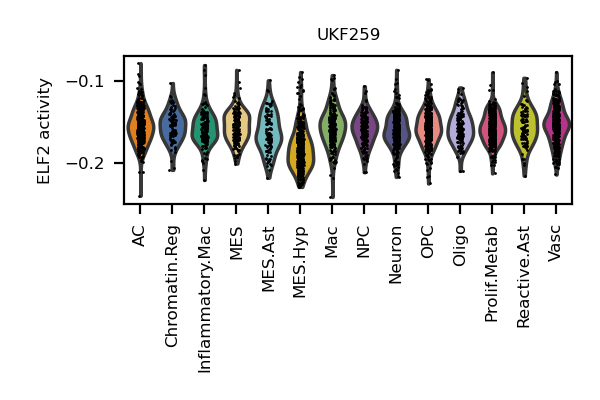 UKF259
ELF2 activity
−0.1
−0.2
AC
Chromatin.Reg
Inflammatory.Mac
MES
MES.Ast
MES.Hyp
Mac
NPC
Neuron
OPC
Oligo
Prolif.Metab
Reactive.Ast
Vasc